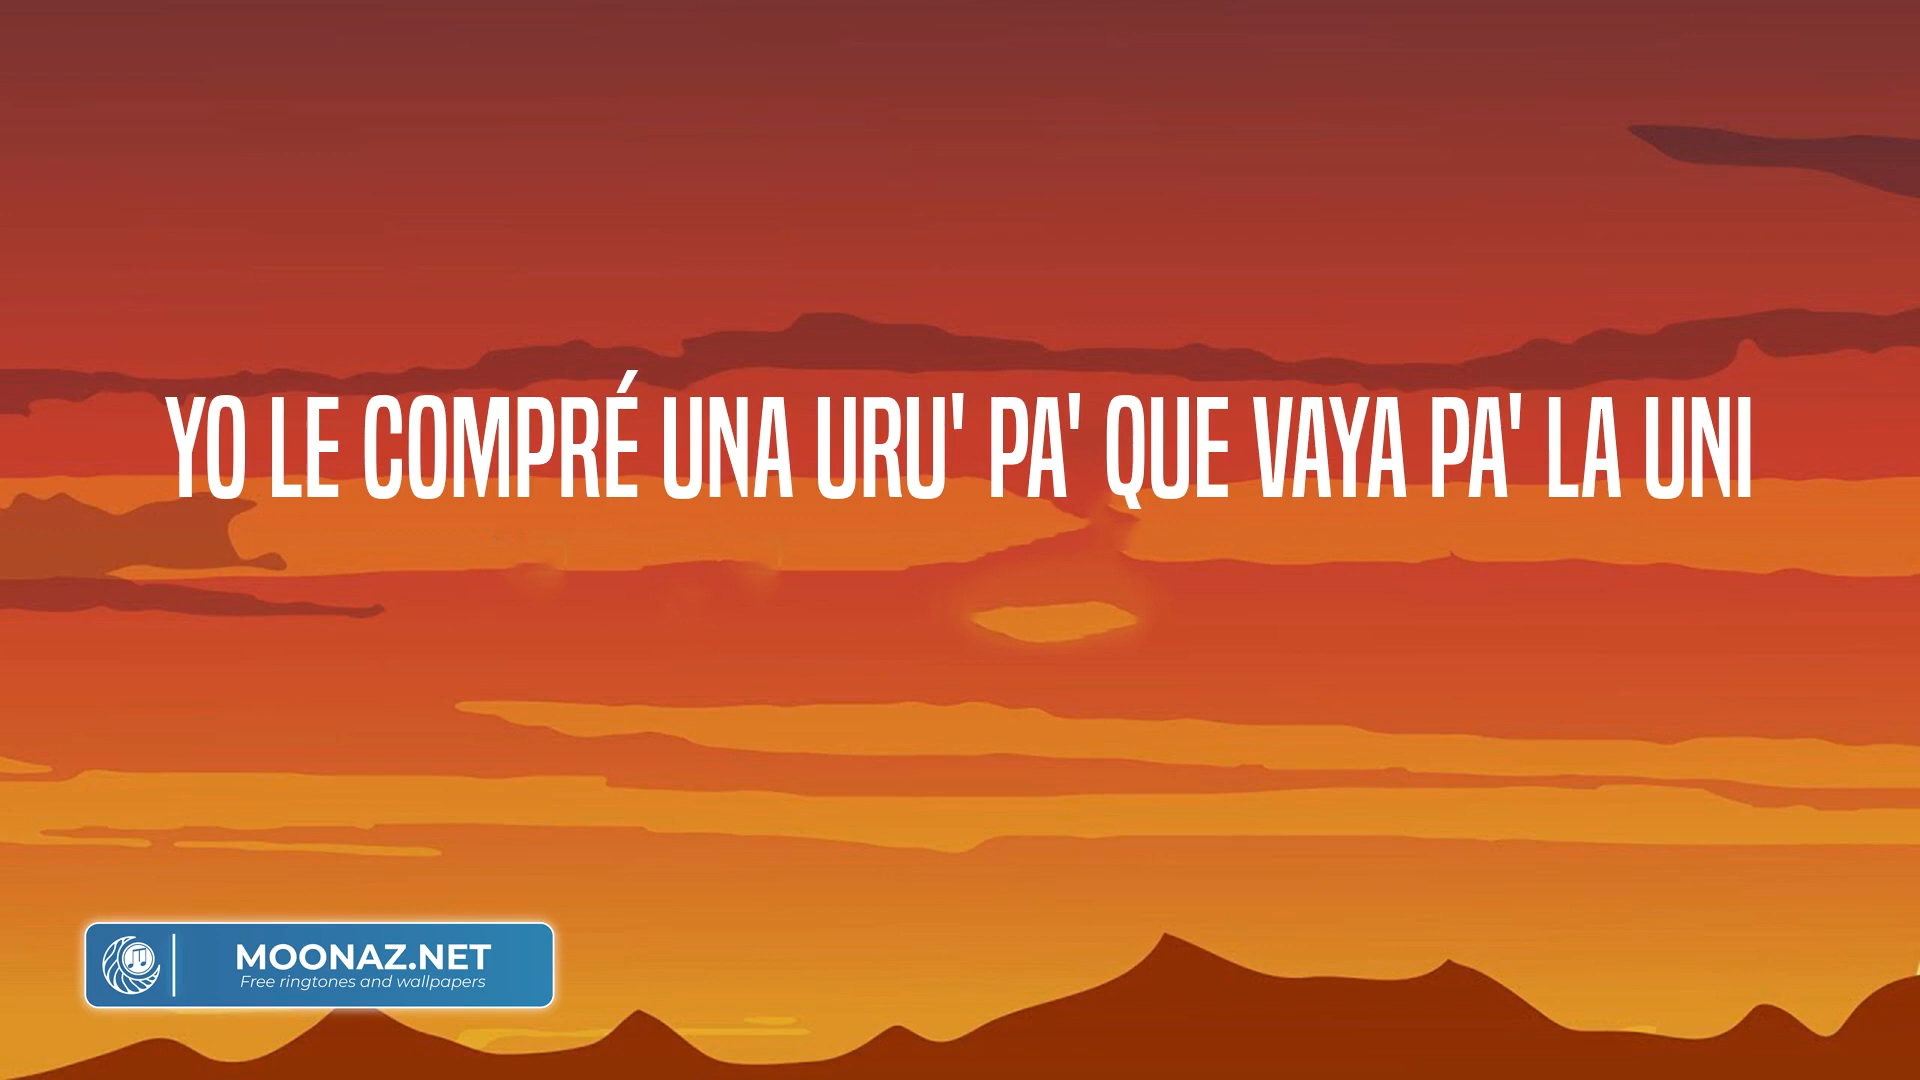 YO LE COMPRÉ UNA URU' PA' QUE VAYA PA' LA UNI
MOONAZ.NET
Free ringtones and wallpapers